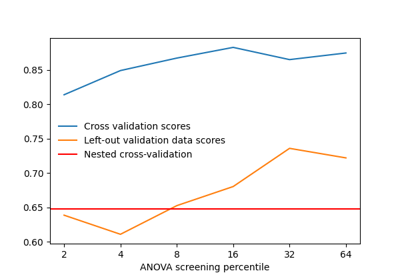 0.85
0.80
0.75
0.70
0.65
0.60
Cross validation scores
Left-out validation data scores
Nested cross-validation
2 4 8 16 32 64
ANOVA screening percentile